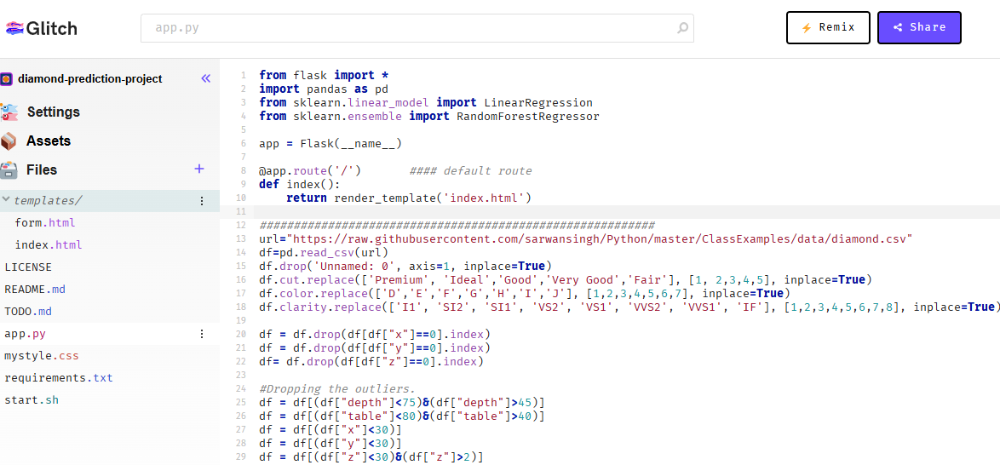 Glitch
app.py
Remix
Share
diamond-prediction-project
Settings
Assets
Files
templates/
form.html
index.html
LICENSE
README.md
TODO.md
app.py
mystyle.css
requirements.txt
start.sh
1 from flask import *
2 import pandas as pd
3 from sklearn.linear_model import LinearRegression
4 from sklearn.ensemble import RandomForestRegressor
5
6 app = Flask(__name__)
7
8 @app.route('/')       #### default route
9 def index():
10     return render_template('index.html')
11
12 ##########################################################
13 url="https://raw.githubusercontent.com/sarwansingh/Python/master/ClassExamples/data/diamond.csv"
14 df=pd.read_csv(url)
15 df.drop('Unnamed: 0', axis=1, inplace=True)
16 df.cut.replace(['Premium', 'Ideal','Good','Very Good','Fair'], [1, 2,3,4,5], inplace=True)
17 df.color.replace(['D','E','F','G','H','I','J'], [1,2,3,4,5,6,7], inplace=True)
18 df.clarity.replace(['I1', 'SI2', 'SI1', 'VS2', 'VS1', 'VVS2', 'VVS1', 'IF'], [1,2,3,4,5,6,7,8], inplace=True)
19
20 df = df.drop(df[df["x"]==0].index)
21 df = df.drop(df[df["y"]==0].index)
22 df= df.drop(df[df["z"]==0].index)
23
24 #Dropping the outliers.
25 df = df[(df["depth"]<75)&(df["depth"]>45)]
26 df = df[(df["table"]<80)&(df["table"]>40)]
27 df = df[(df["x"]<30)]
28 df = df[(df["y"]<30)]
29 df = df[(df["z"]<30)&(df["z"]>2)]